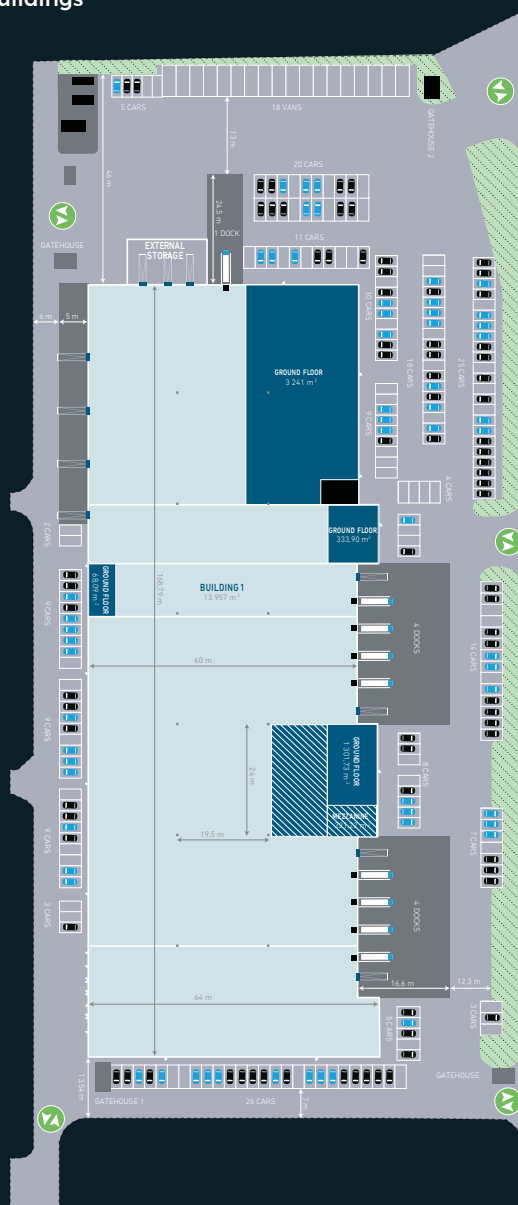 uildings
5 CARS
18 VANS
GATEHOUSE 2
46 m
13 m
20 CARS
24,5 m
1 DOCK
11 CARS
GATEHOUSE
EXTERNAL
STORAGE
6 m
5 m
10 CARS
18 CARS
25 CARS
GROUND FLOOR
3 241 m²
9 CARS
4 CARS
2 CARS
GROUND FLOOR
333,90 m²
GROUND FLOOR
68,09 m²
168,79 m
BUILDING 1
13 957 m²
9 CARS
4 DOCKS
14 CARS
60 m
9 CARS
24 m
GROUND FLOOR
1 301,73 m²
8 CARS
MEZZANINE
19,5 m
9 CARS
7 CARS
3 CARS
4 DOCKS
16,6 m
12,3 m
64 m
3 CARS
5 CARS
13,54 m
GATEHOUSE 1
26 CARS
7 m
GATEHOUSE